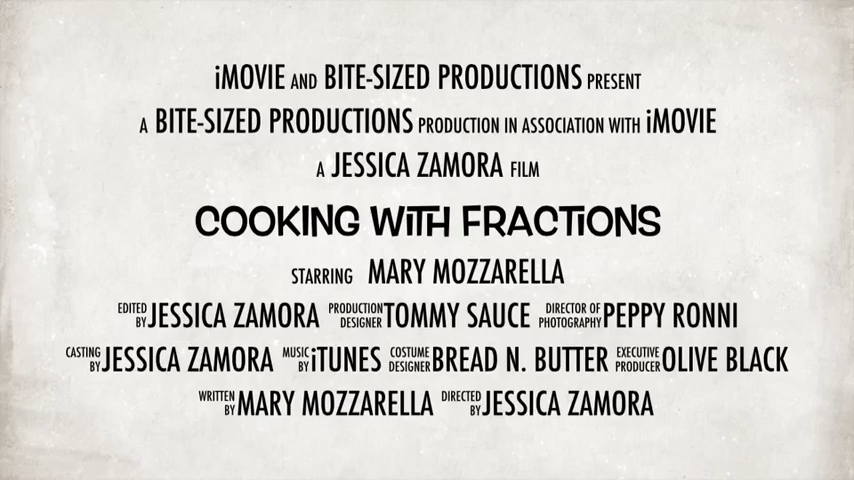 iMOVIE AND BITE-SIZED PRODUCTIONS PRESENT
A BITE-SIZED PRODUCTIONS PRODUCTION IN ASSOCIATION WITH iMOVIE
A JESSICA ZAMORA FILM
COOKING WiTH FRACTiONS
STARRING MARY MOZZARELLA
EDITED BY JESSICA ZAMORA PRODUCTION DESIGNER TOMMY SAUCE DIRECTOR OF PHOTOGRAPHY PEPPY RONNI
CASTING BY JESSICA ZAMORA MUSIC BY iTUNES COSTUME DESIGNER BREAD N. BUTTER EXECUTIVE PRODUCER OLIVE BLACK
WRITTEN BY MARY MOZZARELLA DIRECTED BY JESSICA ZAMORA